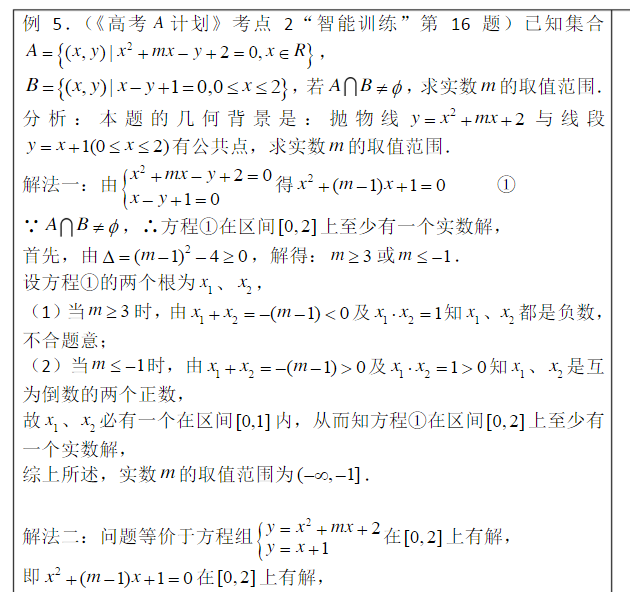 例 5．（《高考 A 计划》考点 2“智能训练”第 16 题）已知集合
A = {(x, y) | x² + mx − y + 2 = 0, x ∈ R}，
B = {(x, y) | x − y + 1 = 0, 0 ≤ x ≤ 2}，若 A⋂B ≠ ϕ，求实数 m 的取值范围．
分析：本题的几何背景是：抛物线 y = x² + mx + 2 与线段
y = x + 1(0 ≤ x ≤ 2) 有公共点，求实数 m 的取值范围．
解法一：由 { x² + mx − y + 2 = 0
x − y + 1 = 0 得 x² + (m − 1)x + 1 = 0 ①
∵ A⋂B ≠ ϕ，∴方程①在区间[0, 2]上至少有一个实数解，
首先，由 Δ = (m − 1)² − 4 ≥ 0，解得：m ≥ 3 或 m ≤ −1．
设方程①的两个根为 x₁、x₂，
（1）当 m ≥ 3 时，由 x₁ + x₂ = −(m − 1) < 0 及 x₁ · x₂ = 1 知 x₁、x₂ 都是负数，
不合题意；
（2）当 m ≤ −1 时，由 x₁ + x₂ = −(m − 1) > 0 及 x₁ · x₂ = 1 > 0 知 x₁、x₂ 是互
为倒数的两个正数，
故 x₁、x₂ 必有一个在区间[0,1]内，从而知方程①在区间[0, 2]上至少有
一个实数解，
综上所述，实数 m 的取值范围为 (−∞, −1]．
解法二：问题等价于方程组 { y = x² + mx + 2
y = x + 1 在[0, 2]上有解，
即 x² + (m − 1)x + 1 = 0 在[0, 2]上有解，